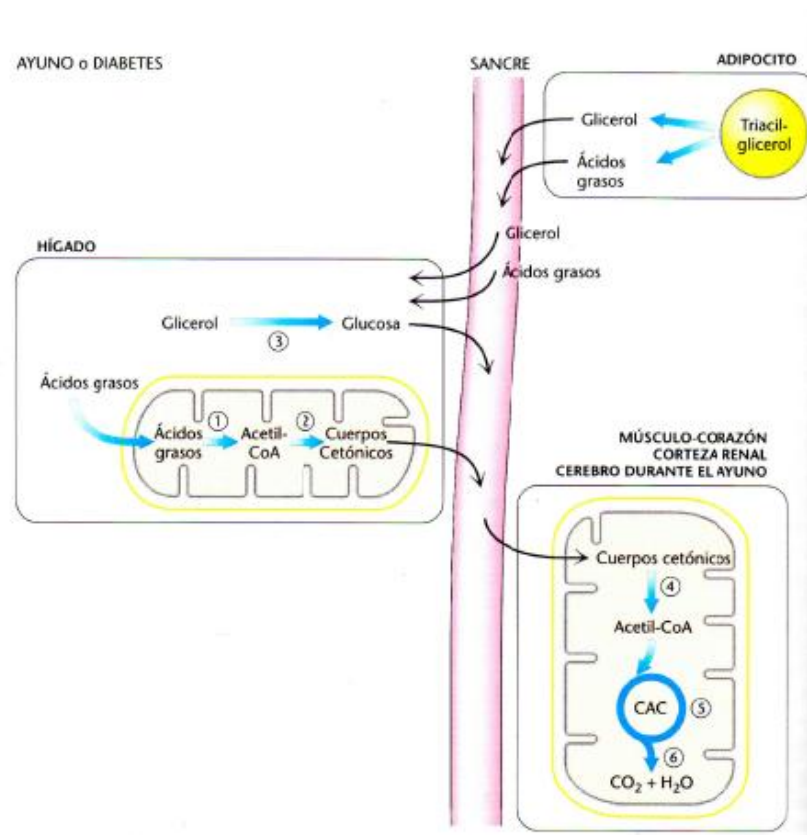 AYUNO o DIABETES
SANCRE
ADIPOCITO
Glicerol
Triacil-
glicerol
Ácidos
grasos
Glicerol
Ácidos grasos
HÍGADO
Glicerol
Glucosa
③
Ácidos grasos
Ácidos
grasos
①
Acetil-
CoA
②
Cuerpos
Cetónicos
MÚSCULO-CORAZÓN
CORTEZA RENAL
CEREBRO DURANTE EL AYUNO
Cuerpos cetónicos
④
Acetil-CoA
CAC
⑤
⑥
CO₂ + H₂O